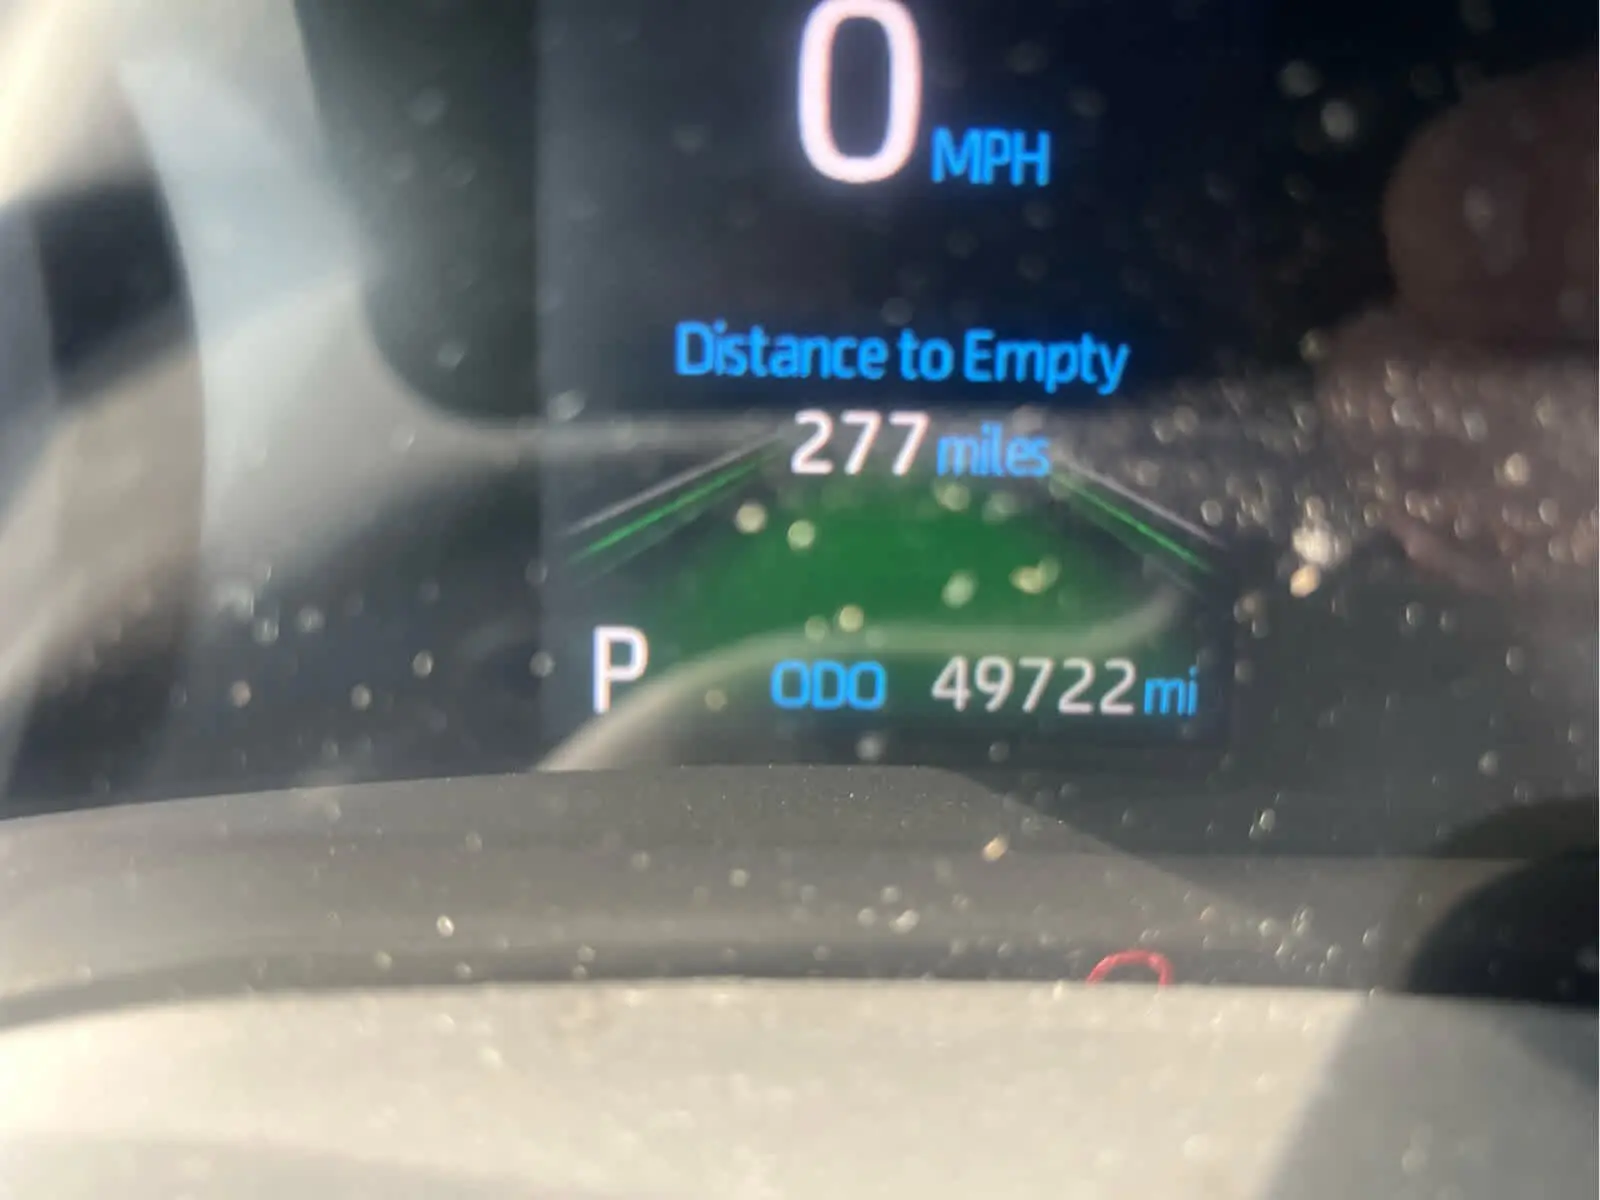 0 MPH
Distance to Empty
277 miles
P ODO 49722 mi